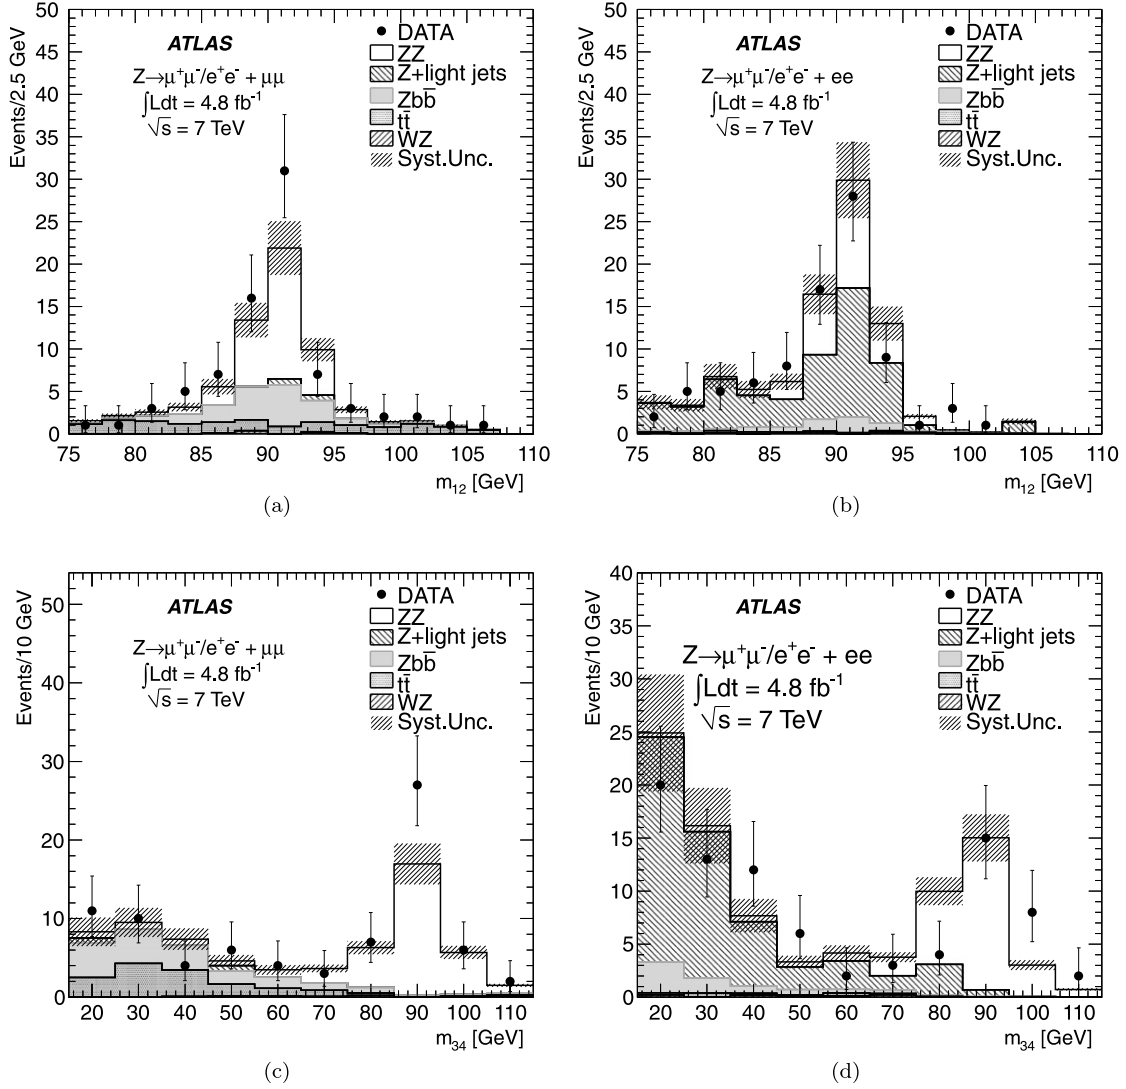 Events/2.5 GeV
50
45
40
35
30
25
20
15
10
5
0
75 80 85 90 95 100 105 110
m12 [GeV]
ATLAS
Z→μ+μ-/e+e- + μμ
∫Ldt = 4.8 fb-1
√s = 7 TeV
DATA
ZZ
Z+light jets
Zbb̄
tt̄
WZ
Syst.Unc.
(a)
Events/2.5 GeV
50
45
40
35
30
25
20
15
10
5
0
75 80 85 90 95 100 105 110
m12 [GeV]
ATLAS
Z→μ+μ-/e+e- + ee
∫Ldt = 4.8 fb-1
√s = 7 TeV
DATA
ZZ
Z+light jets
Zbb̄
tt̄
WZ
Syst.Unc.
(b)
Events/10 GeV
50
40
30
20
10
0
20 30 40 50 60 70 80 90 100 110
m34 [GeV]
ATLAS
Z→μ+μ-/e+e- + μμ
∫Ldt = 4.8 fb-1
√s = 7 TeV
DATA
ZZ
Z+light jets
Zbb̄
tt̄
WZ
Syst.Unc.
(c)
Events/10 GeV
40
35
30
25
20
15
10
5
0
20 30 40 50 60 70 80 90 100 110
m34 [GeV]
ATLAS
Z→μ+μ-/e+e- + ee
∫Ldt = 4.8 fb-1
√s = 7 TeV
DATA
ZZ
Z+light jets
Zbb̄
tt̄
WZ
Syst.Unc.
(d)